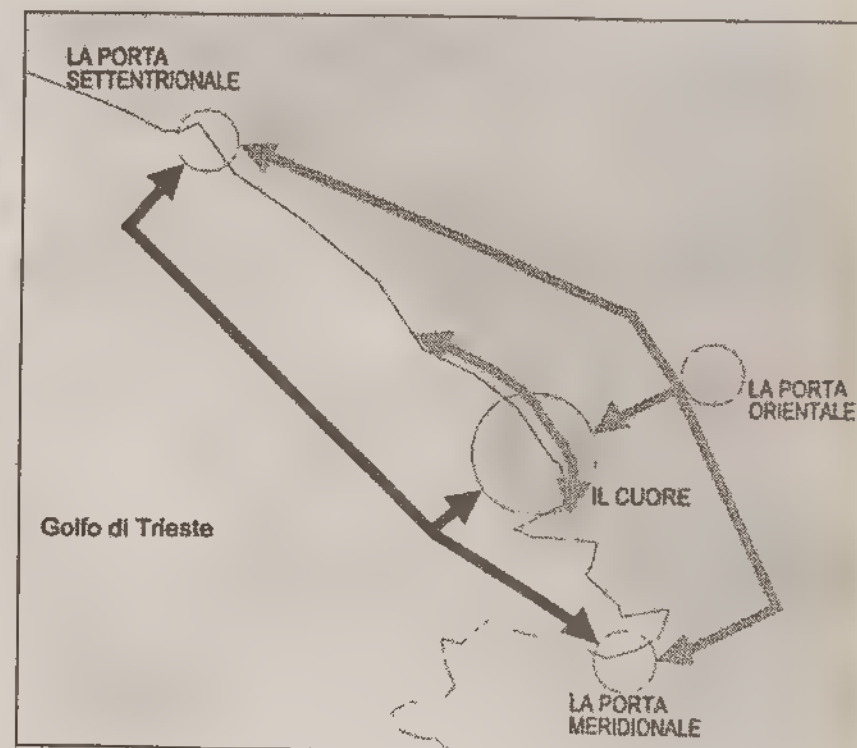 LA PORTA
SETTENTRIONALE
LA PORTA
ORIENTALE
IL CUORE
Golfo di Trieste
LA PORTA
MERIDIONALE